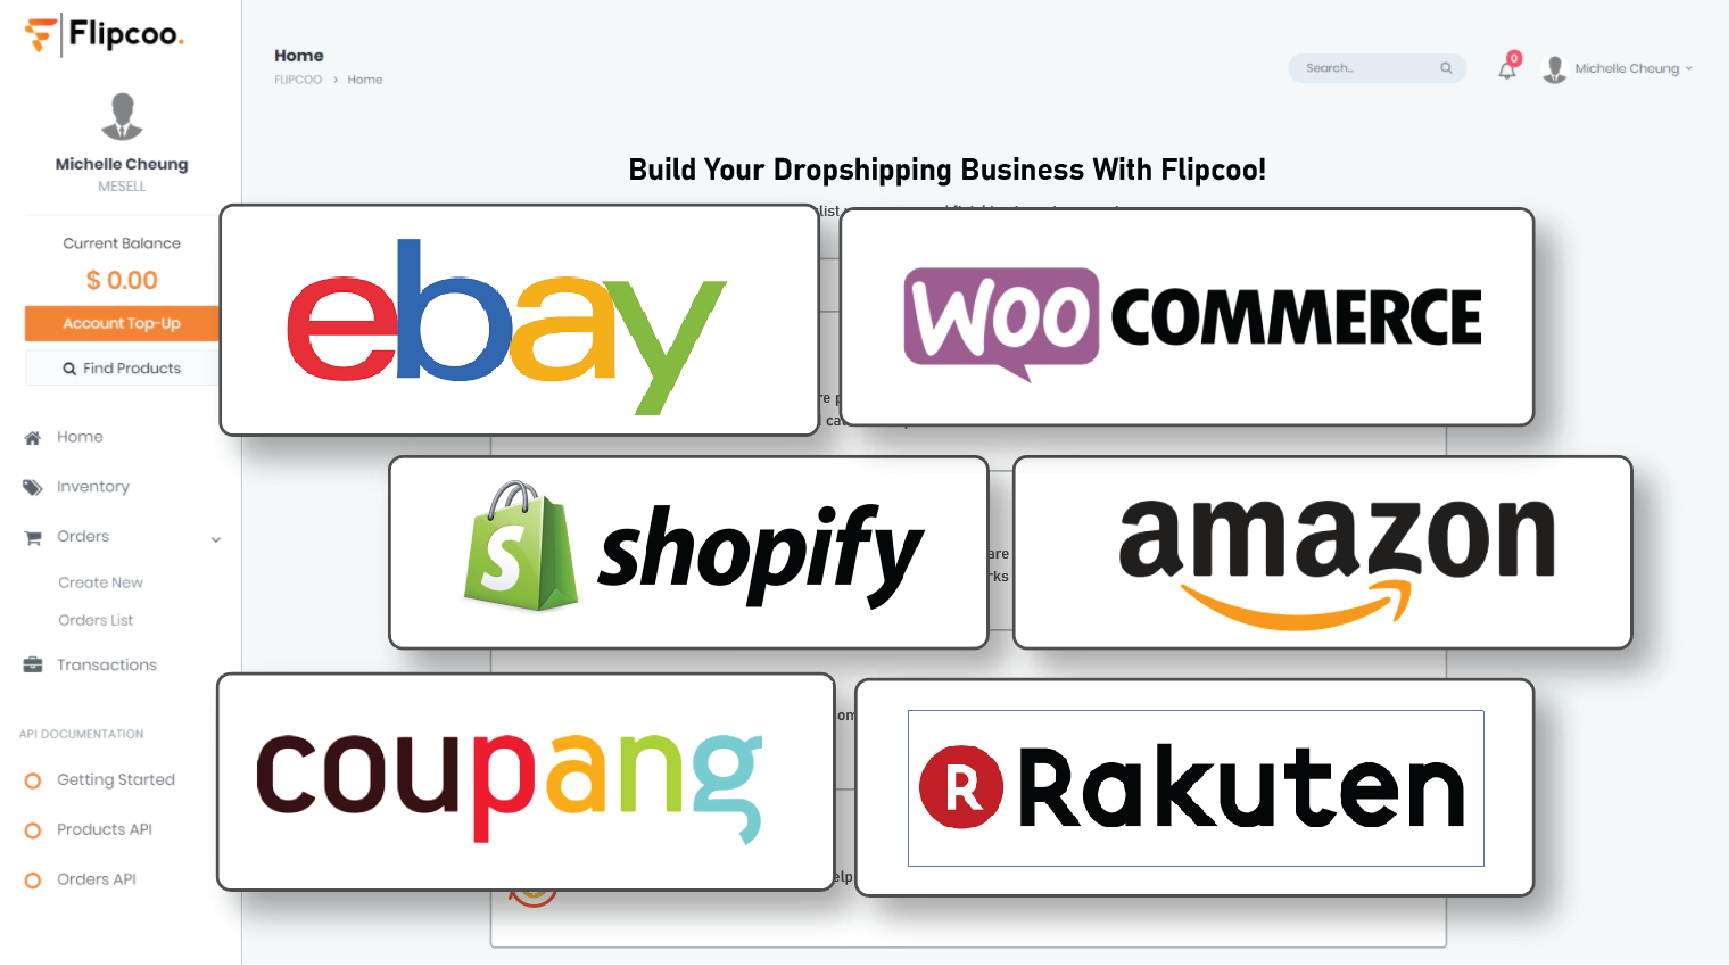 Flipcoo.
Michelle Cheung
MESELL
Current Balance
$ 0.00
Account Top-Up
Find Products
Home
Inventory
Orders
Create New
Orders List
Transactions
API DOCUMENTATION
Getting Started
Products API
Orders API
Home
FLIPCOO > Home
Search...
0
Michelle Cheung
Build Your Dropshipping Business With Flipcoo!
list
ebay
WOO COMMERCE
S shopify
are
amazon
coupang
R Rakuten